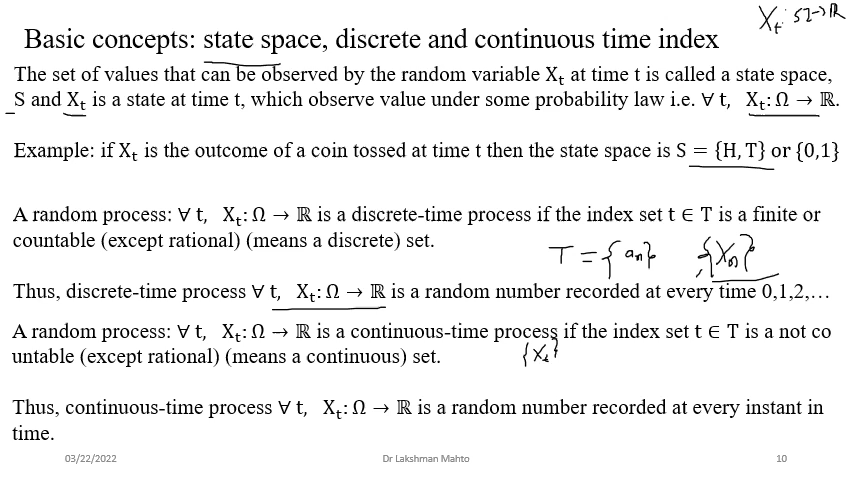 Xₜ: Ω→ℝ
Basic concepts: state space, discrete and continuous time index
The set of values that can be observed by the random variable Xₜ at time t is called a state space,
S and Xₜ is a state at time t, which observe value under some probability law i.e. ∀ t, Xₜ: Ω → ℝ.
Example: if Xₜ is the outcome of a coin tossed at time t then the state space is S = {H, T} or {0,1}
A random process: ∀ t, Xₜ: Ω → ℝ is a discrete-time process if the index set t ∈ T is a finite or
countable (except rational) (means a discrete) set.
T = {aₙ} {Xₙ}
Thus, discrete-time process ∀ t, Xₜ: Ω → ℝ is a random number recorded at every time 0,1,2,…
A random process: ∀ t, Xₜ: Ω → ℝ is a continuous-time process if the index set t ∈ T is a not co
untable (except rational) (means a continuous) set.
{Xₜ}
Thus, continuous-time process ∀ t, Xₜ: Ω → ℝ is a random number recorded at every instant in
time.
03/22/2022 Dr Lakshman Mahto 10